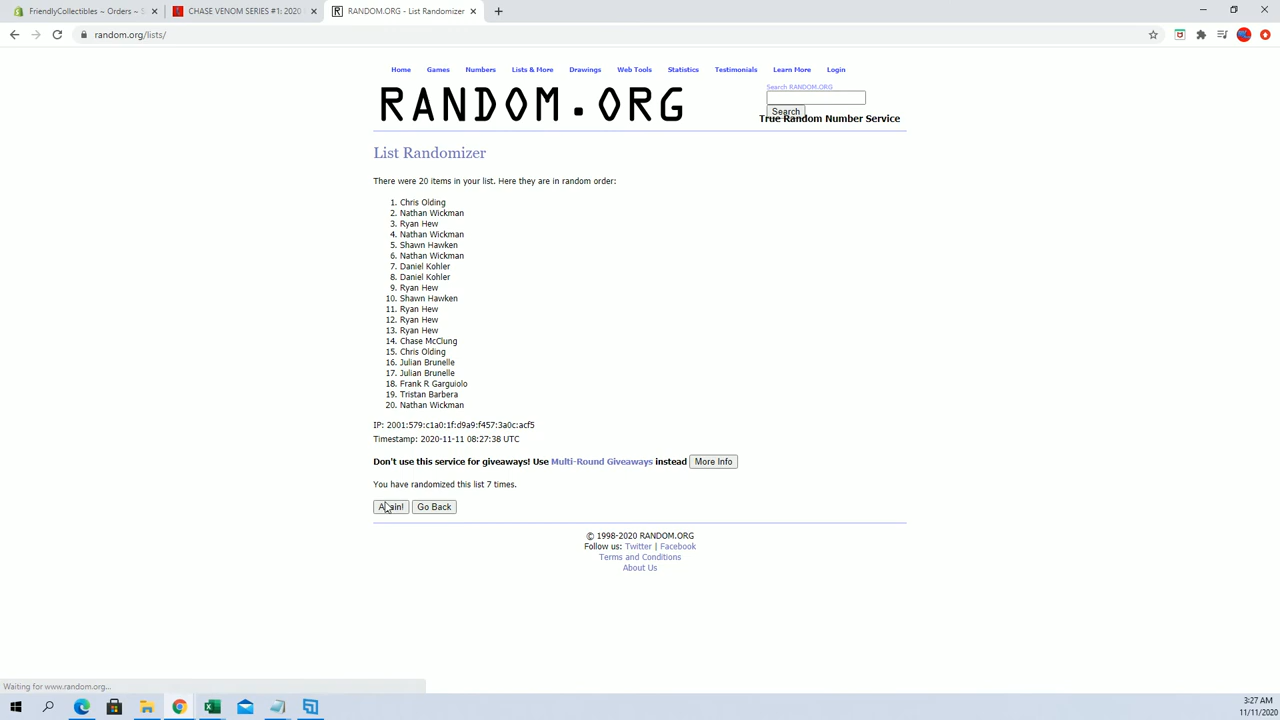 FriendlyCollectibles ~ Orders ~ S
CHASE VENOM SERIES #1: 2020
RANDOM.ORG - List Randomizer
random.org/lists/
Home Games Numbers Lists & More Drawings Web Tools Statistics Testimonials Learn More Login
Search RANDOM.ORG
RANDOM.ORG
Search
True Random Number Service
List Randomizer
There were 20 items in your list. Here they are in random order:
1. Chris Olding
2. Nathan Wickman
3. Ryan Hew
4. Nathan Wickman
5. Shawn Hawken
6. Nathan Wickman
7. Daniel Kohler
8. Daniel Kohler
9. Ryan Hew
10. Shawn Hawken
11. Ryan Hew
12. Ryan Hew
13. Ryan Hew
14. Chase McClung
15. Chris Olding
16. Julian Brunelle
17. Julian Brunelle
18. Frank R Garguiolo
19. Tristan Barbera
20. Nathan Wickman
IP: 2001:579:c1a0:1f:d9a9:f457:3a0c:acf5
Timestamp: 2020-11-11 08:27:38 UTC
Don't use this service for giveaways! Use Multi-Round Giveaways instead More Info
You have randomized this list 7 times.
Again! Go Back
© 1998-2020 RANDOM.ORG
Follow us: Twitter | Facebook
Terms and Conditions
About Us
Waiting for www.random.org...
3:27 AM
11/11/2020